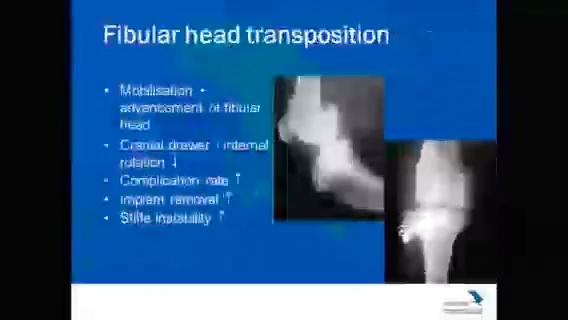 Fibular head transposition
• Mobilisation +
advancement of fibular
head
• Cranial drawer + internal
rotation ↓
• Complication rate ↑
• Implant removal ↑
• Stifle instability ↑